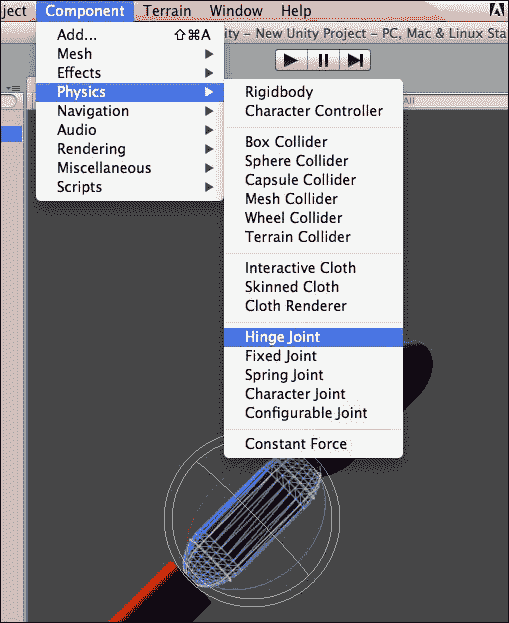 ject Component Terrain Window Help
ity - New Unity Project - PC, Mac & Linux Sta
Add... ⇧⌘A
Mesh
Effects
Physics
Navigation
Audio
Rendering
Miscellaneous
Scripts
Rigidbody
Character Controller
Box Collider
Sphere Collider
Capsule Collider
Mesh Collider
Wheel Collider
Terrain Collider
Interactive Cloth
Skinned Cloth
Cloth Renderer
Hinge Joint
Fixed Joint
Spring Joint
Character Joint
Configurable Joint
Constant Force